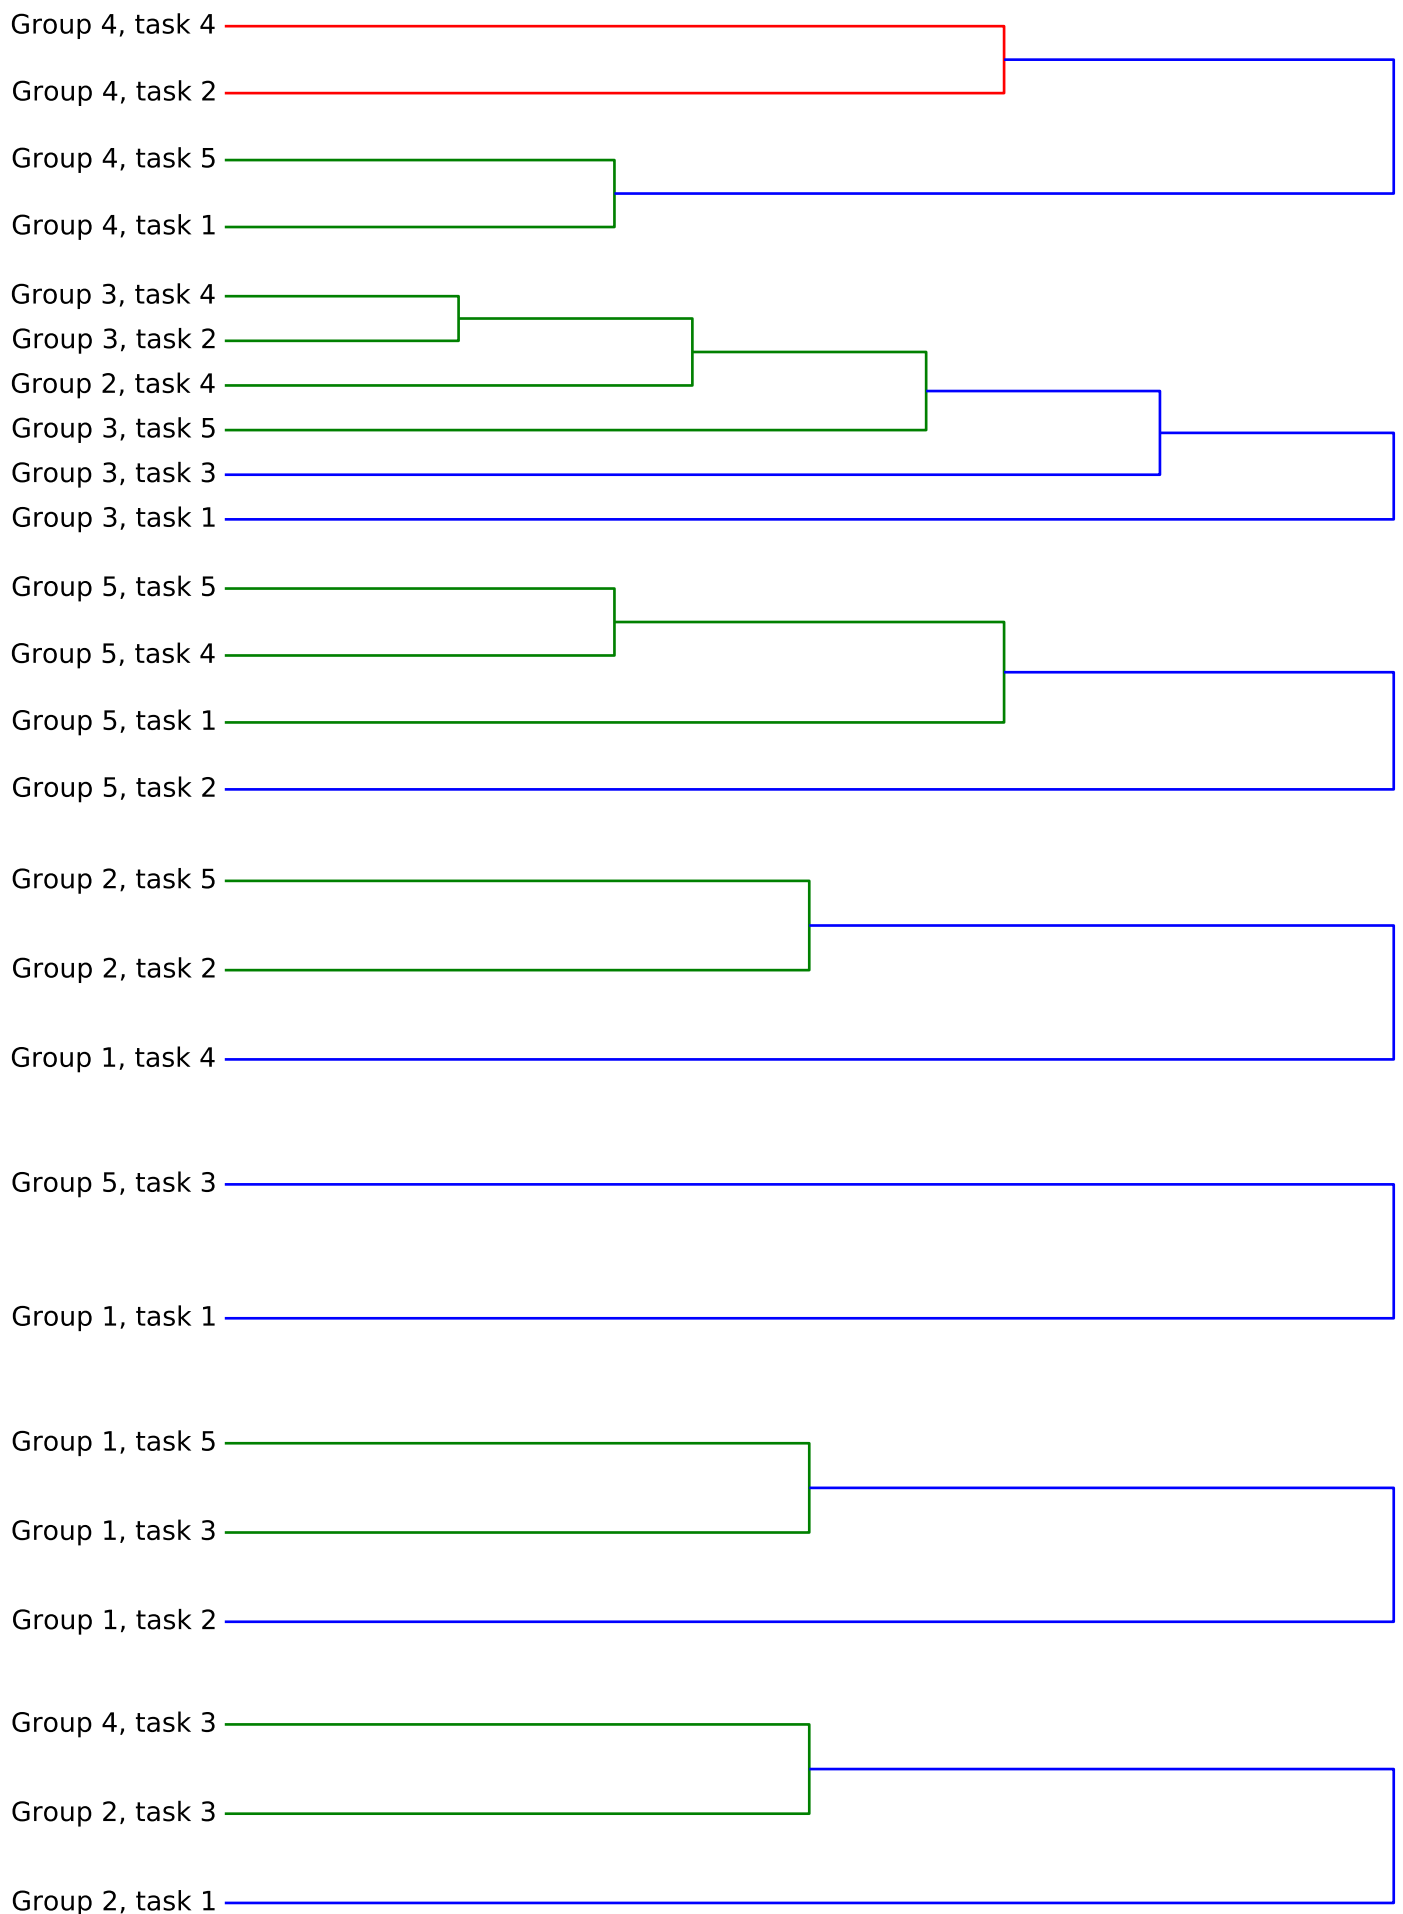 Group 4, task 4
Group 4, task 2
Group 4, task 5
Group 4, task 1
Group 3, task 4
Group 3, task 2
Group 2, task 4
Group 3, task 5
Group 3, task 3
Group 3, task 1
Group 5, task 5
Group 5, task 4
Group 5, task 1
Group 5, task 2
Group 2, task 5
Group 2, task 2
Group 1, task 4
Group 5, task 3
Group 1, task 1
Group 1, task 5
Group 1, task 3
Group 1, task 2
Group 4, task 3
Group 2, task 3
Group 2, task 1